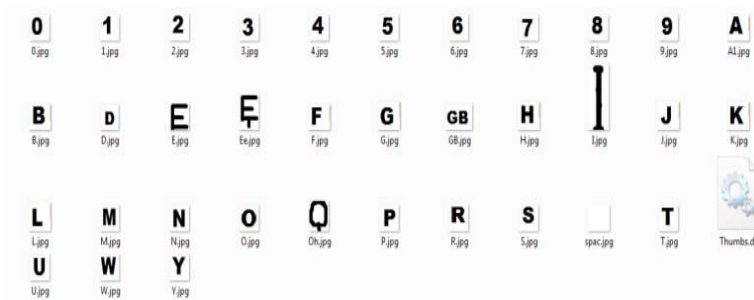 0 1 2 3 4 5 6 7 8 9 A
0.jpg 1.jpg 2.jpg 3.jpg 4.jpg 5.jpg 6.jpg 7.jpg 8.jpg 9.jpg A1.jpg
B D E Ẹ F G GB H I J K
B.jpg D.jpg E.jpg Ee.jpg F.jpg G.jpg GB.jpg H.jpg I.jpg J.jpg K.jpg
L M N O Ọ P R S T
L.jpg M.jpg N.jpg O.jpg Oh.jpg P.jpg R.jpg S.jpg spac.jpg T.jpg Thumbs.d
U W Y
U.jpg W.jpg Y.jpg